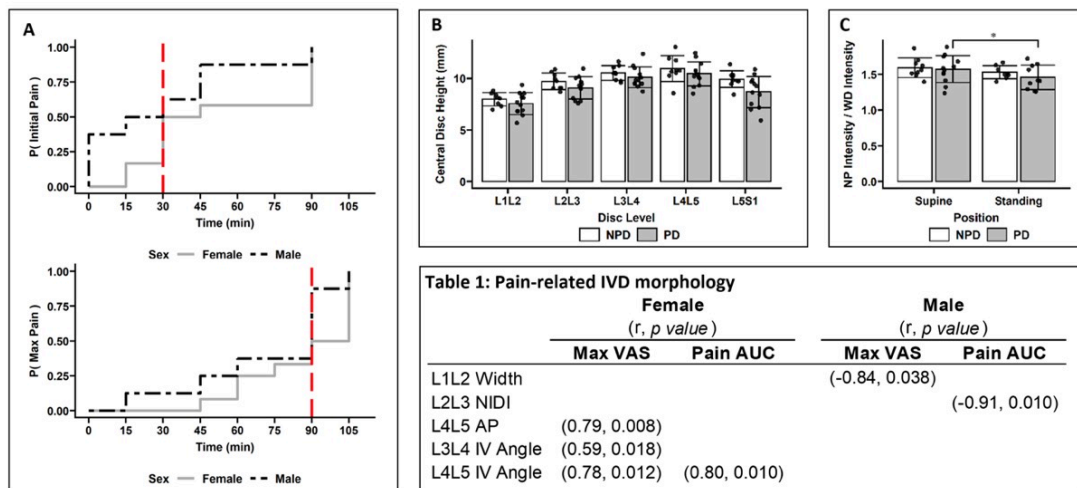 A
1.00
0.75
0.50
0.25
0.00
P( Initial Pain )
0 15 30 45 60 75 90 105
Time (min)
Sex Female Male
1.00
0.75
0.50
0.25
0.00
P( Max Pain )
0 15 30 45 60 75 90 105
Time (min)
Sex Female Male
B
Central Disc Height (mm)
10
5
0
L1L2 L2L3 L3L4 L4L5 L5S1
Disc Level
NPD PD
C
NP Intensity / WD Intensity
1.5
1.0
0.5
0.0
*
Supine Standing
Position
NPD PD
Table 1: Pain-related IVD morphology
Female Male
(r, p value) (r, p value)
Max VAS Pain AUC Max VAS Pain AUC
L1L2 Width (-0.84, 0.038)
L2L3 NIDI (-0.91, 0.010)
L4L5 AP (0.79, 0.008)
L3L4 IV Angle (0.59, 0.018)
L4L5 IV Angle (0.78, 0.012) (0.80, 0.010)